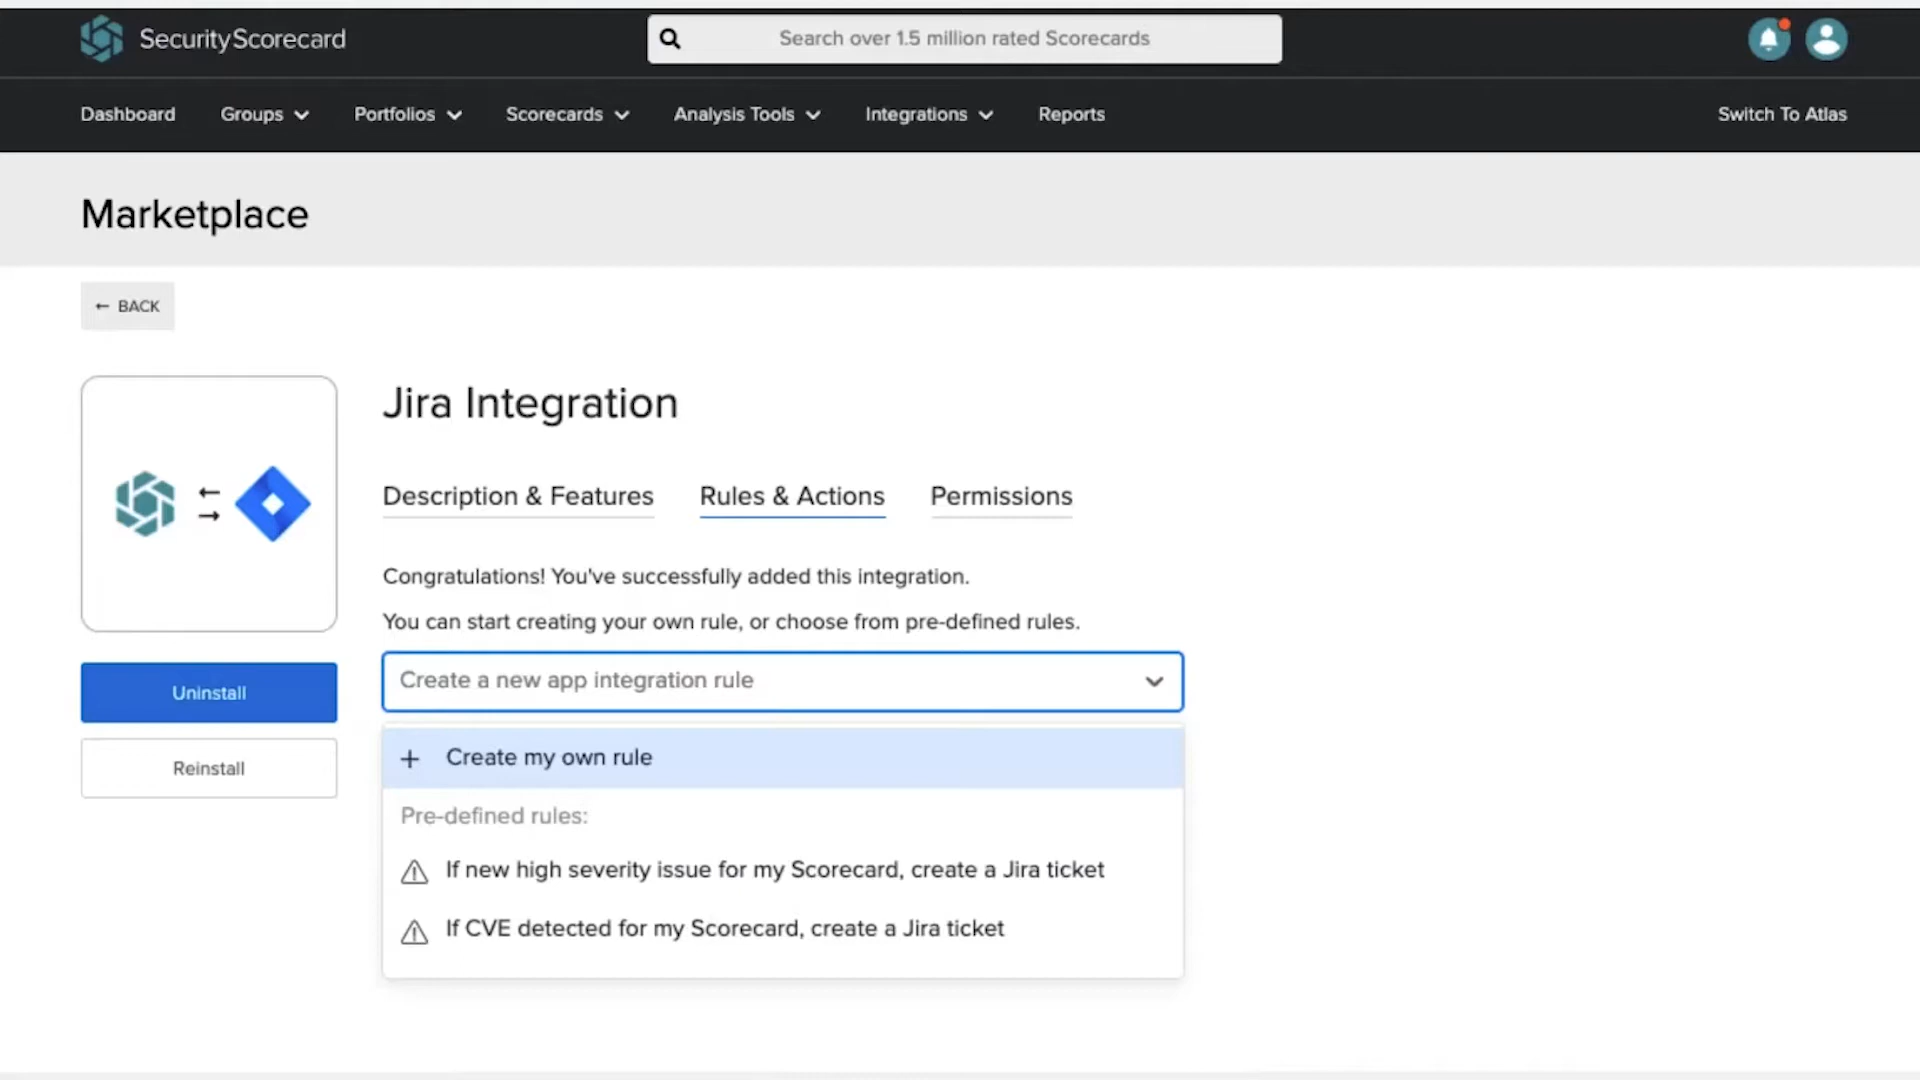 SecurityScorecard
Search over 1.5 million rated Scorecards
Dashboard Groups Portfolios Scorecards Analysis Tools Integrations Reports Switch To Atlas
Marketplace
← BACK
Jira Integration
Description & Features Rules & Actions Permissions
Congratulations! You've successfully added this integration.
You can start creating your own rule, or choose from pre-defined rules.
Create a new app integration rule
Uninstall
+ Create my own rule
Reinstall
Pre-defined rules:
If new high severity issue for my Scorecard, create a Jira ticket
If CVE detected for my Scorecard, create a Jira ticket